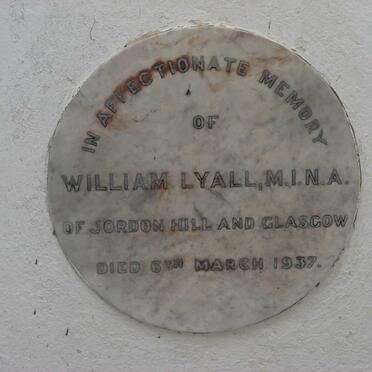 IN AFFECTIONATE MEMORY
OF
WILLIAM LYALL, M.I.N.A.
OF JORDON HILL AND GLASGOW
DIED 6TH MARCH 1937.